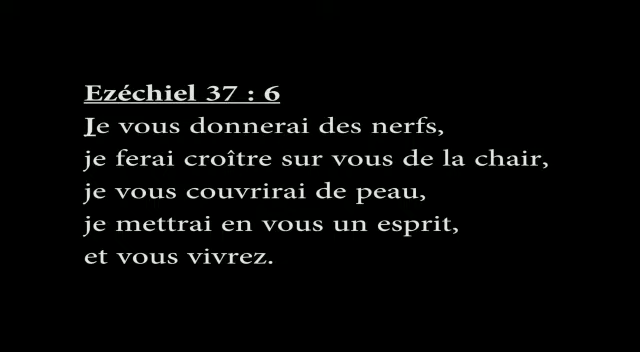 Ezéchiel 37 : 6
Je vous donnerai des nerfs,
je ferai croître sur vous de la chair,
je vous couvrirai de peau,
je mettrai en vous un esprit,
et vous vivrez.